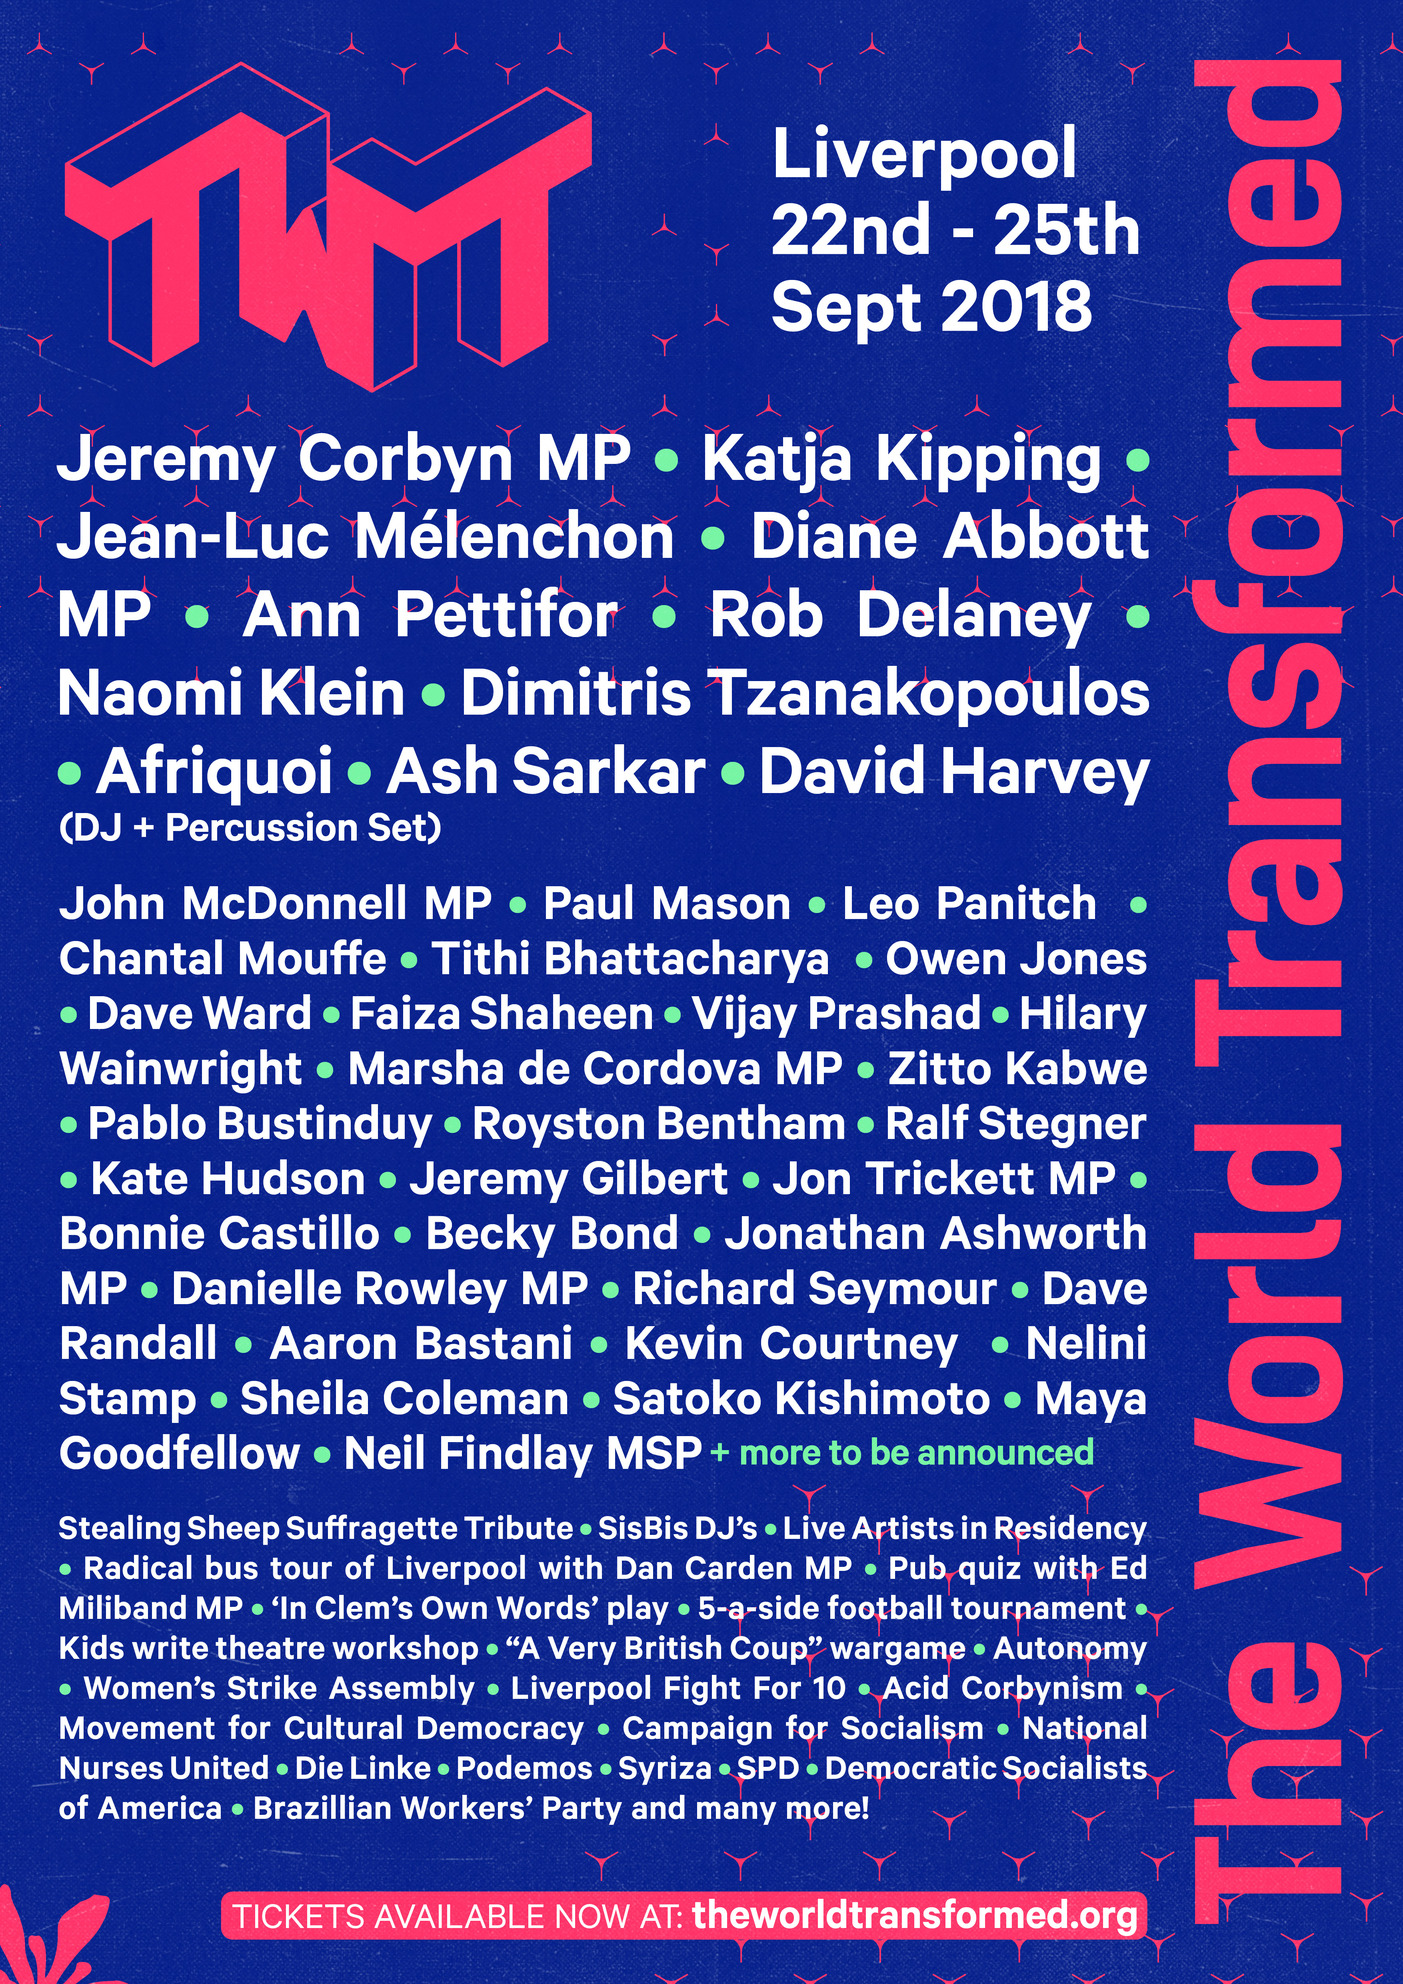 TWT
Liverpool
22nd - 25th
Sept 2018
The World Transformed
Jeremy Corbyn MP • Katja Kipping •
Jean-Luc Mélenchon • Diane Abbott
MP • Ann Pettifor • Rob Delaney •
Naomi Klein • Dimitris Tzanakopoulos
• Afriquoi • Ash Sarkar • David Harvey
(DJ + Percussion Set)
John McDonnell MP • Paul Mason • Leo Panitch •
Chantal Mouffe • Tithi Bhattacharya • Owen Jones
• Dave Ward • Faiza Shaheen • Vijay Prashad • Hilary
Wainwright • Marsha de Cordova MP • Zitto Kabwe
• Pablo Bustinduy • Royston Bentham • Ralf Stegner
• Kate Hudson • Jeremy Gilbert • Jon Trickett MP •
Bonnie Castillo • Becky Bond • Jonathan Ashworth
MP • Danielle Rowley MP • Richard Seymour • Dave
Randall • Aaron Bastani • Kevin Courtney • Nelini
Stamp • Sheila Coleman • Satoko Kishimoto • Maya
Goodfellow • Neil Findlay MSP + more to be announced
Stealing Sheep Suffragette Tribute • SisBis DJ's • Live Artists in Residency
• Radical bus tour of Liverpool with Dan Carden MP • Pub quiz with Ed
Miliband MP • ‘In Clem’s Own Words’ play • 5-a-side football tournament •
Kids write theatre workshop • “A Very British Coup” wargame • Autonomy
• Women’s Strike Assembly • Liverpool Fight For 10 • Acid Corbynism •
Movement for Cultural Democracy • Campaign for Socialism • National
Nurses United • Die Linke • Podemos • Syriza • SPD • Democratic Socialists
of America • Brazillian Workers’ Party and many more!
TICKETS AVAILABLE NOW AT: theworldtransformed.org